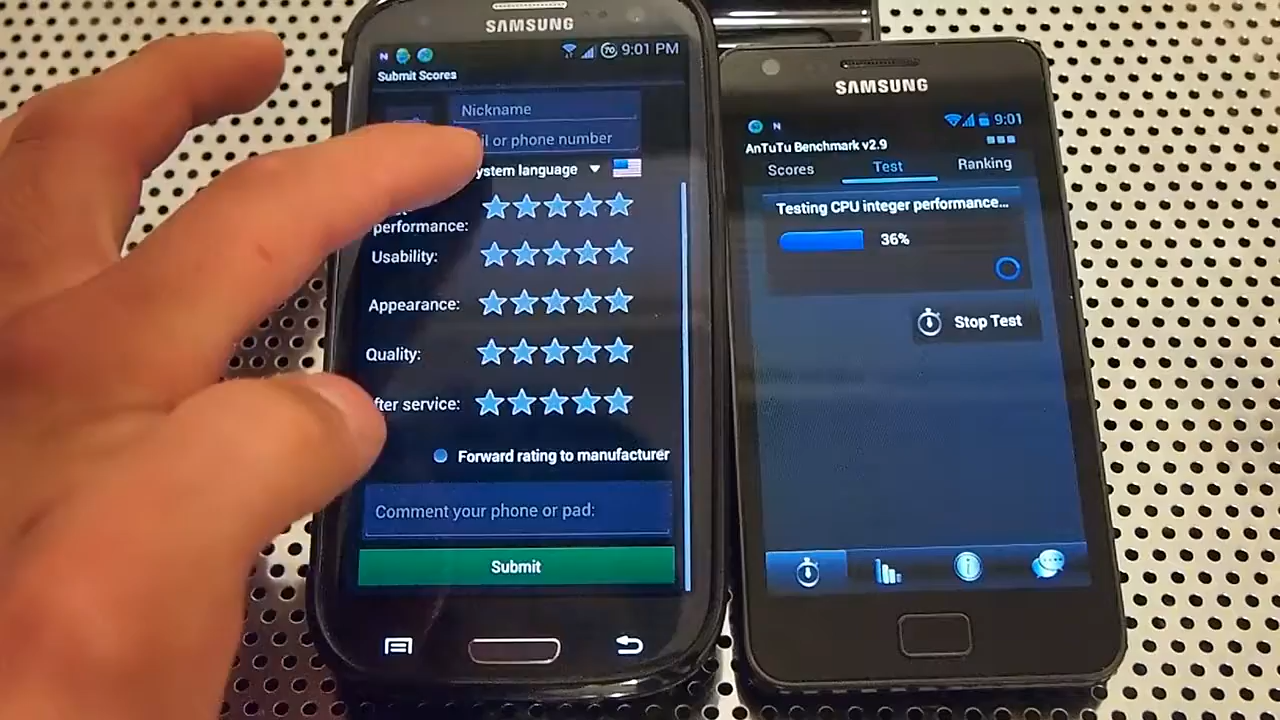 SAMSUNG
N
70 9:01 PM
Submit Scores
Nickname
il or phone number
ystem language
performance:
Usability:
Appearance:
Quality:
fter service:
Forward rating to manufacturer
Comment your phone or pad:
Submit
SAMSUNG
N
9:01
AnTuTu Benchmark v2.9
Scores
Test
Ranking
Testing CPU integer performance...
36%
Stop Test